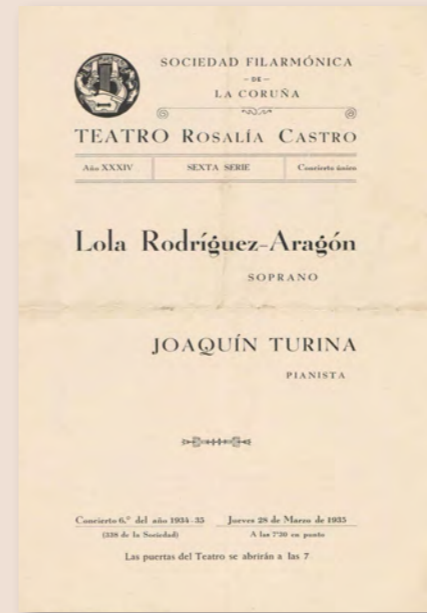 SOCIEDAD FILARMÓNICA
– DE –
LA CORUÑA
TEATRO ROSALÍA CASTRO
Año XXXIV SEXTA SERIE Concierto único
Lola Rodríguez-Aragón
SOPRANO
JOAQUÍN TURINA
PIANISTA
Concierto 6.º del año 1934-35 Jueves 28 de Marzo de 1935
(338 de la Sociedad) A las 7'30 en punto
Las puertas del Teatro se abrirán a las 7